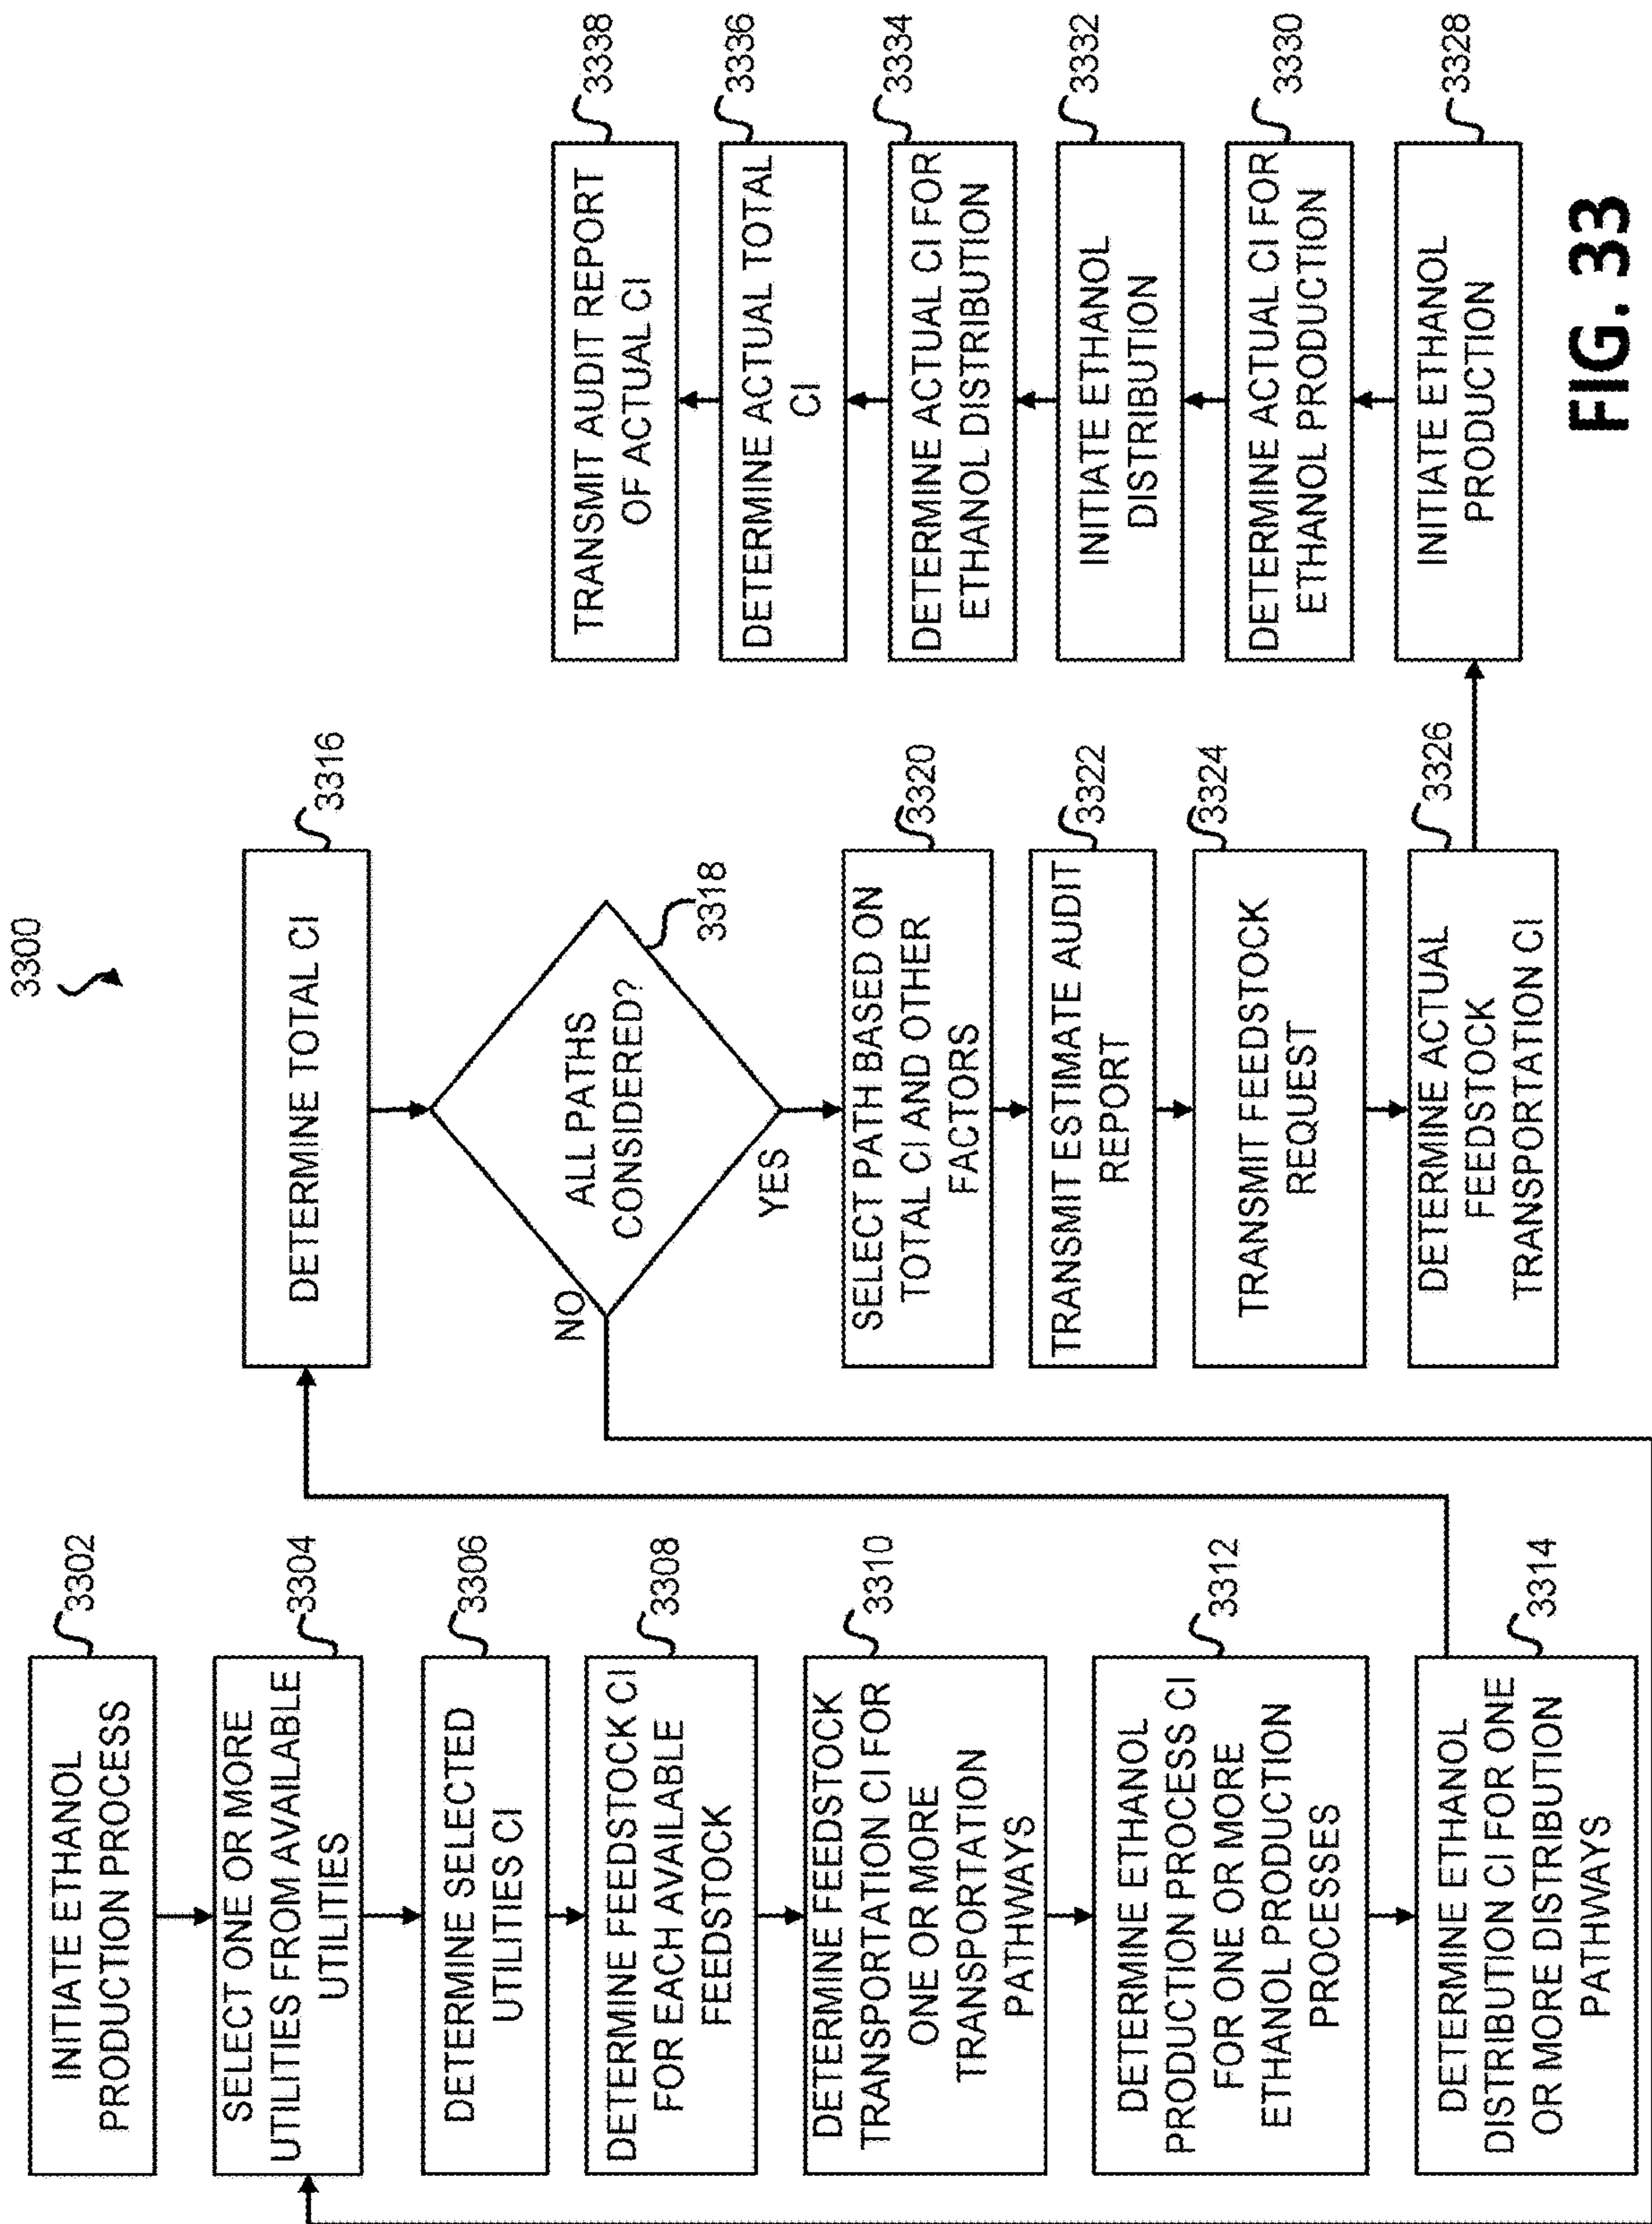 3300
INITIATE ETHANOL
PRODUCTION PROCESS
3302
SELECT ONE OR MORE
UTILITIES FROM AVAILABLE
UTILITIES
3304
DETERMINE SELECTED
UTILITIES CI
3306
DETERMINE FEEDSTOCK CI
FOR EACH AVAILABLE
FEEDSTOCK
3308
DETERMINE FEEDSTOCK
TRANSPORTATION CI FOR
ONE OR MORE
TRANSPORTATION
PATHWAYS
3310
DETERMINE ETHANOL
PRODUCTION PROCESS CI
FOR ONE OR MORE
ETHANOL PRODUCTION
PROCESSES
3312
DETERMINE ETHANOL
DISTRIBUTION CI FOR ONE
OR MORE DISTRIBUTION
PATHWAYS
3314
DETERMINE TOTAL CI
3316
ALL PATHS
CONSIDERED?
3318
NO
YES
SELECT PATH BASED ON
TOTAL CI AND OTHER
FACTORS
3320
TRANSMIT ESTIMATE AUDIT
REPORT
3322
TRANSMIT FEEDSTOCK
REQUEST
3324
DETERMINE ACTUAL
FEEDSTOCK
TRANSPORTATION CI
3326
INITIATE ETHANOL
PRODUCTION
3328
DETERMINE ACTUAL CI FOR
ETHANOL PRODUCTION
3330
INITIATE ETHANOL
DISTRIBUTION
3332
DETERMINE ACTUAL CI FOR
ETHANOL DISTRIBUTION
3334
DETERMINE ACTUAL TOTAL
CI
3336
TRANSMIT AUDIT REPORT
OF ACTUAL CI
3338
FIG. 33